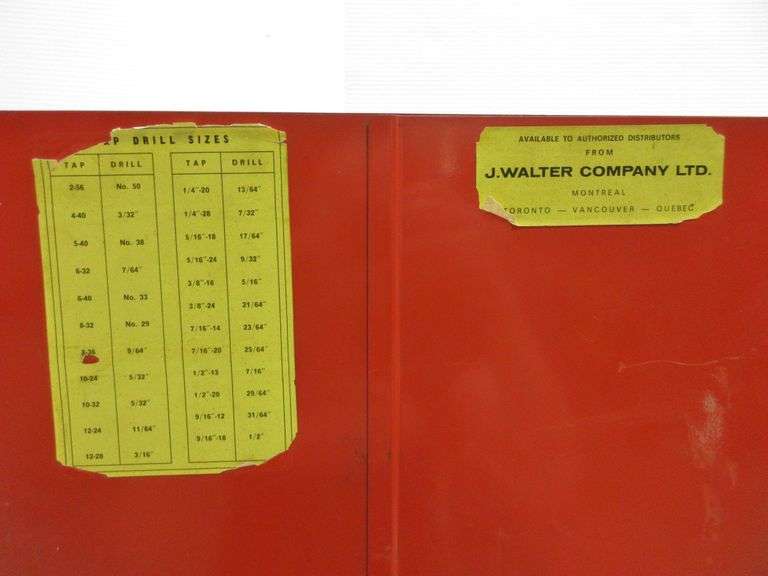 DRILL SIZES
TAP DRILL TAP DRILL
2-56 No. 50 1/4"-20 13/64"
4-40 3/32" 1/4"-28 7/32"
5-40 No. 38 5/16"-18 17/64"
6-32 7/64" 5/16"-24 9/32"
6-40 No. 33 3/8"-16 5/16"
8-32 No. 29 3/8"-24 21/64"
8-36 9/64" 7/16"-14 23/64"
10-24 5/32" 7/16"-20 25/64"
10-32 5/32" 1/2"-13 7/16"
12-24 11/64" 1/2"-20 29/64"
12-28 3/16" 9/16"-12 31/64"
9/16"-18 1/2"
AVAILABLE TO AUTHORIZED DISTRIBUTORS
FROM
J.WALTER COMPANY LTD.
MONTREAL
TORONTO — VANCOUVER — QUEBEC